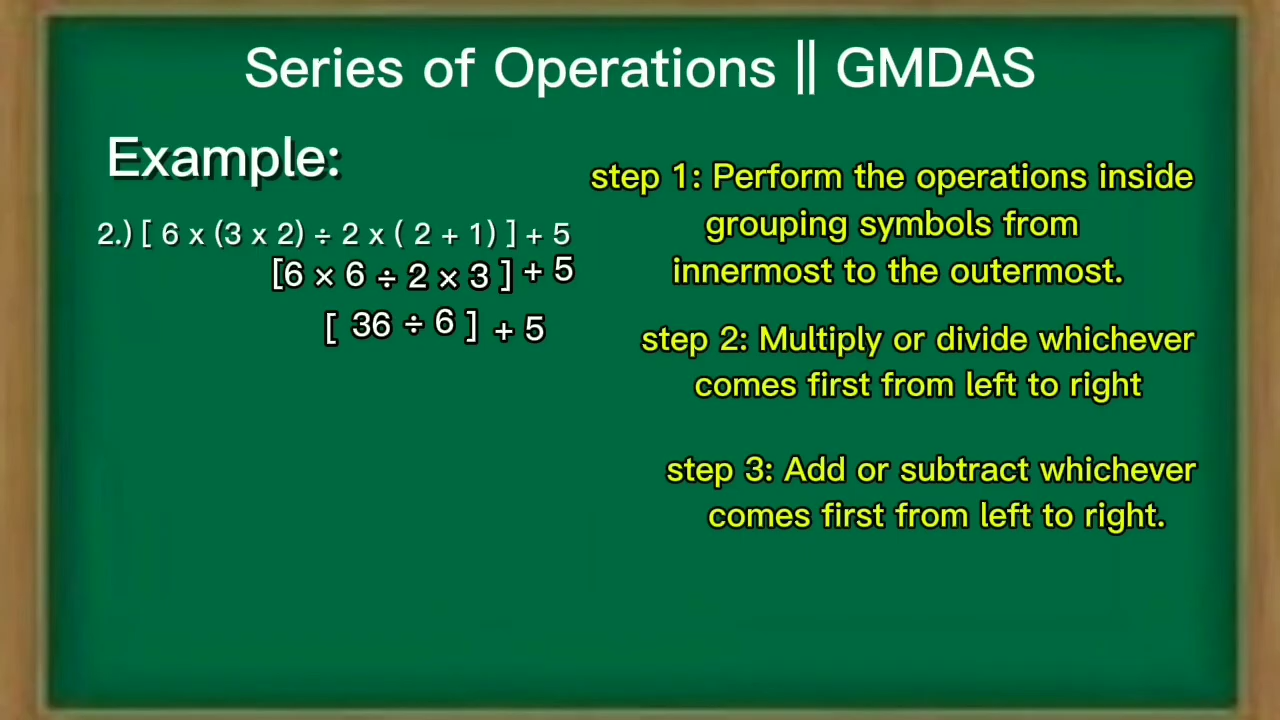 Series of Operations || GMDAS
Example:
2.) [ 6 x (3 x 2) ÷ 2 x ( 2 + 1) ] + 5
[6 × 6 ÷ 2 × 3 ] + 5
[ 36 ÷ 6 ] + 5
step 1: Perform the operations inside
grouping symbols from
innermost to the outermost.
step 2: Multiply or divide whichever
comes first from left to right
step 3: Add or subtract whichever
comes first from left to right.